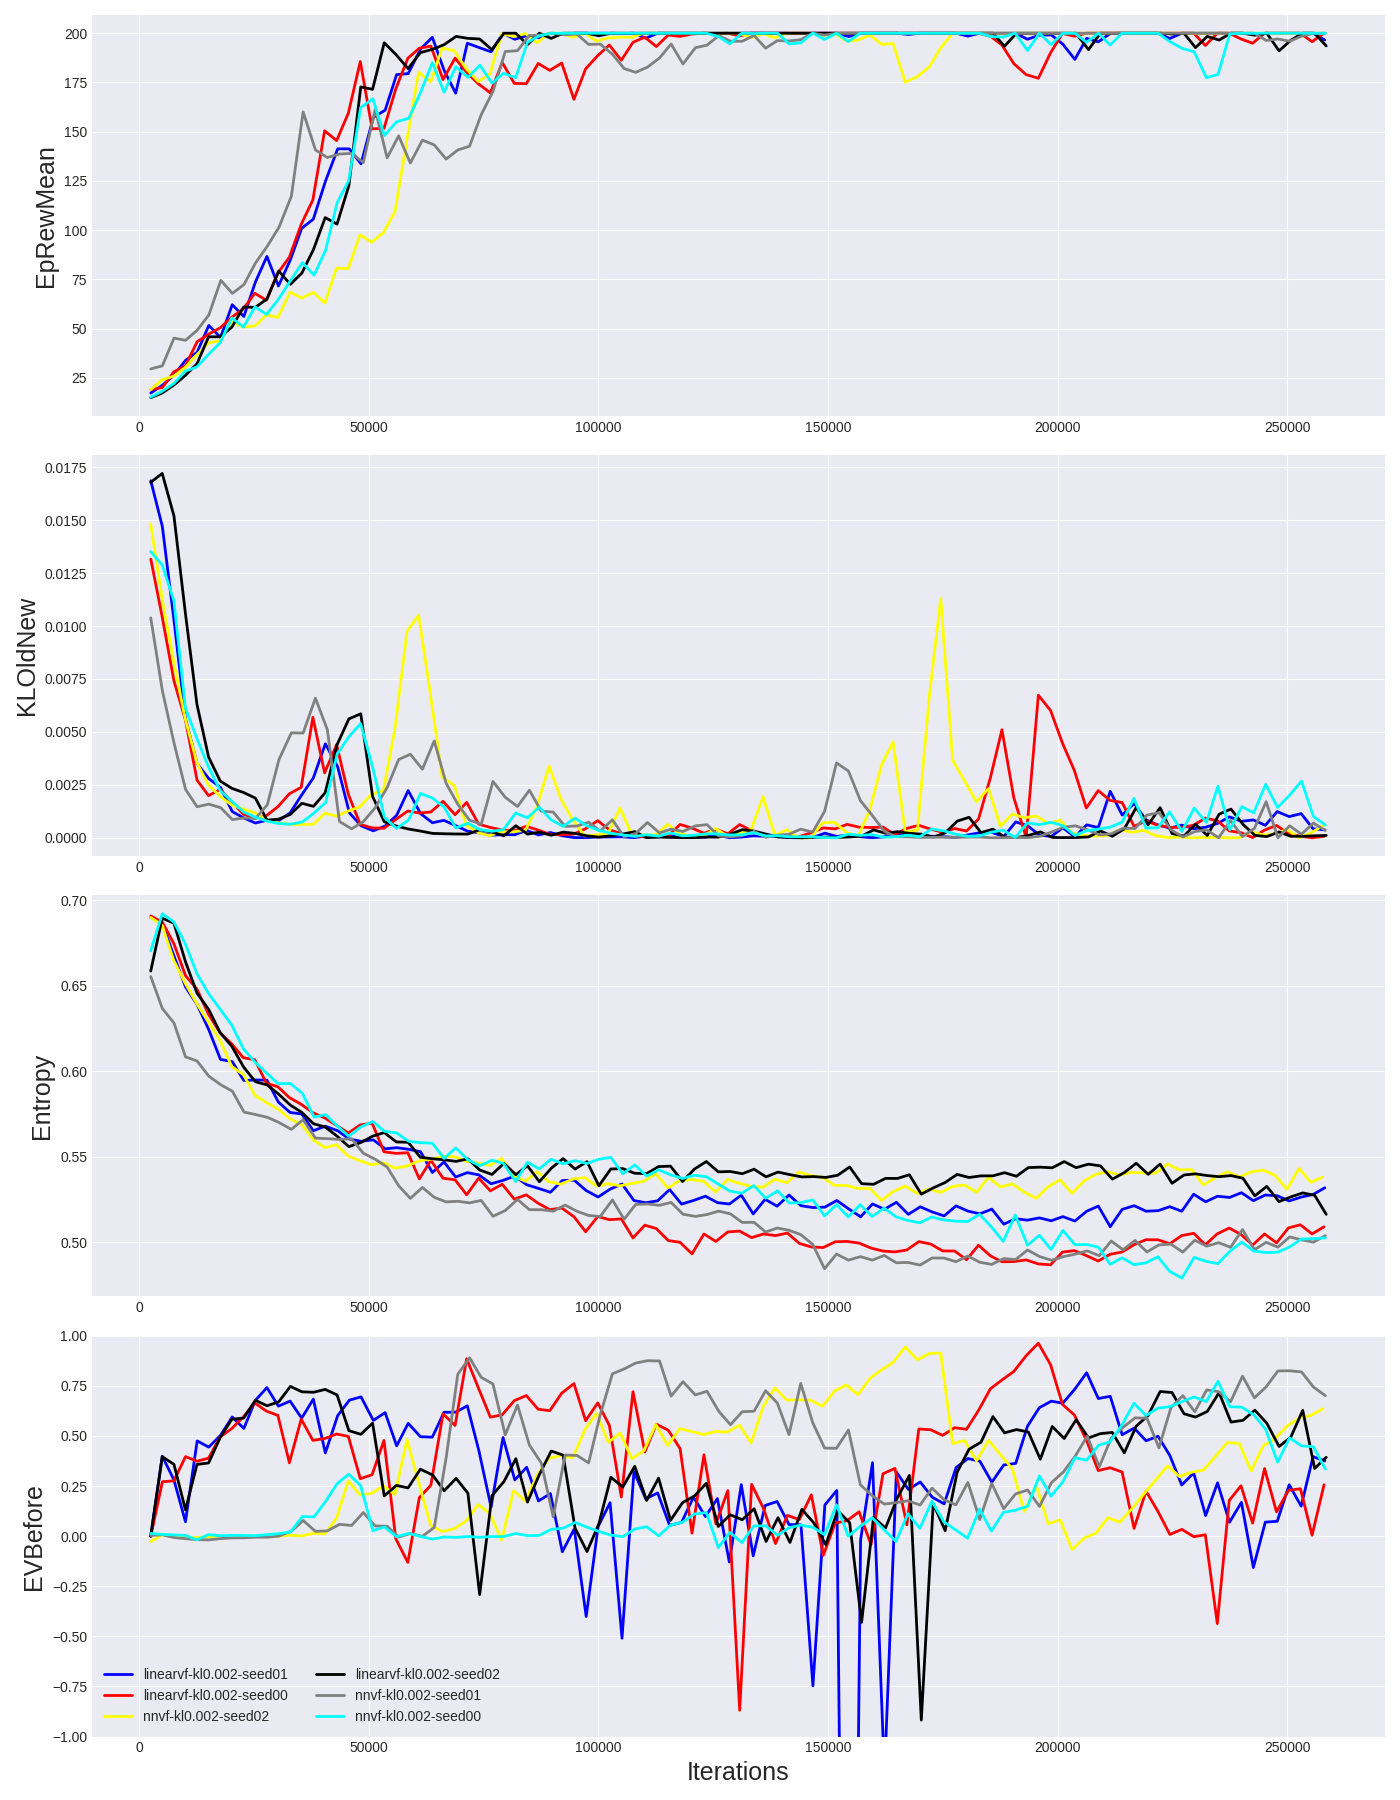 EpRewMean
200
175
150
125
100
75
50
25
0 50000 100000 150000 200000 250000
KLOldNew
0.0175
0.0150
0.0125
0.0100
0.0075
0.0050
0.0025
0.0000
0 50000 100000 150000 200000 250000
Entropy
0.70
0.65
0.60
0.55
0.50
0 50000 100000 150000 200000 250000
EVBefore
1.00
0.75
0.50
0.25
0.00
−0.25
−0.50
−0.75
−1.00
linearvf-kl0.002-seed01
linearvf-kl0.002-seed00
nnvf-kl0.002-seed02
linearvf-kl0.002-seed02
nnvf-kl0.002-seed01
nnvf-kl0.002-seed00
0 50000 100000 150000 200000 250000
Iterations